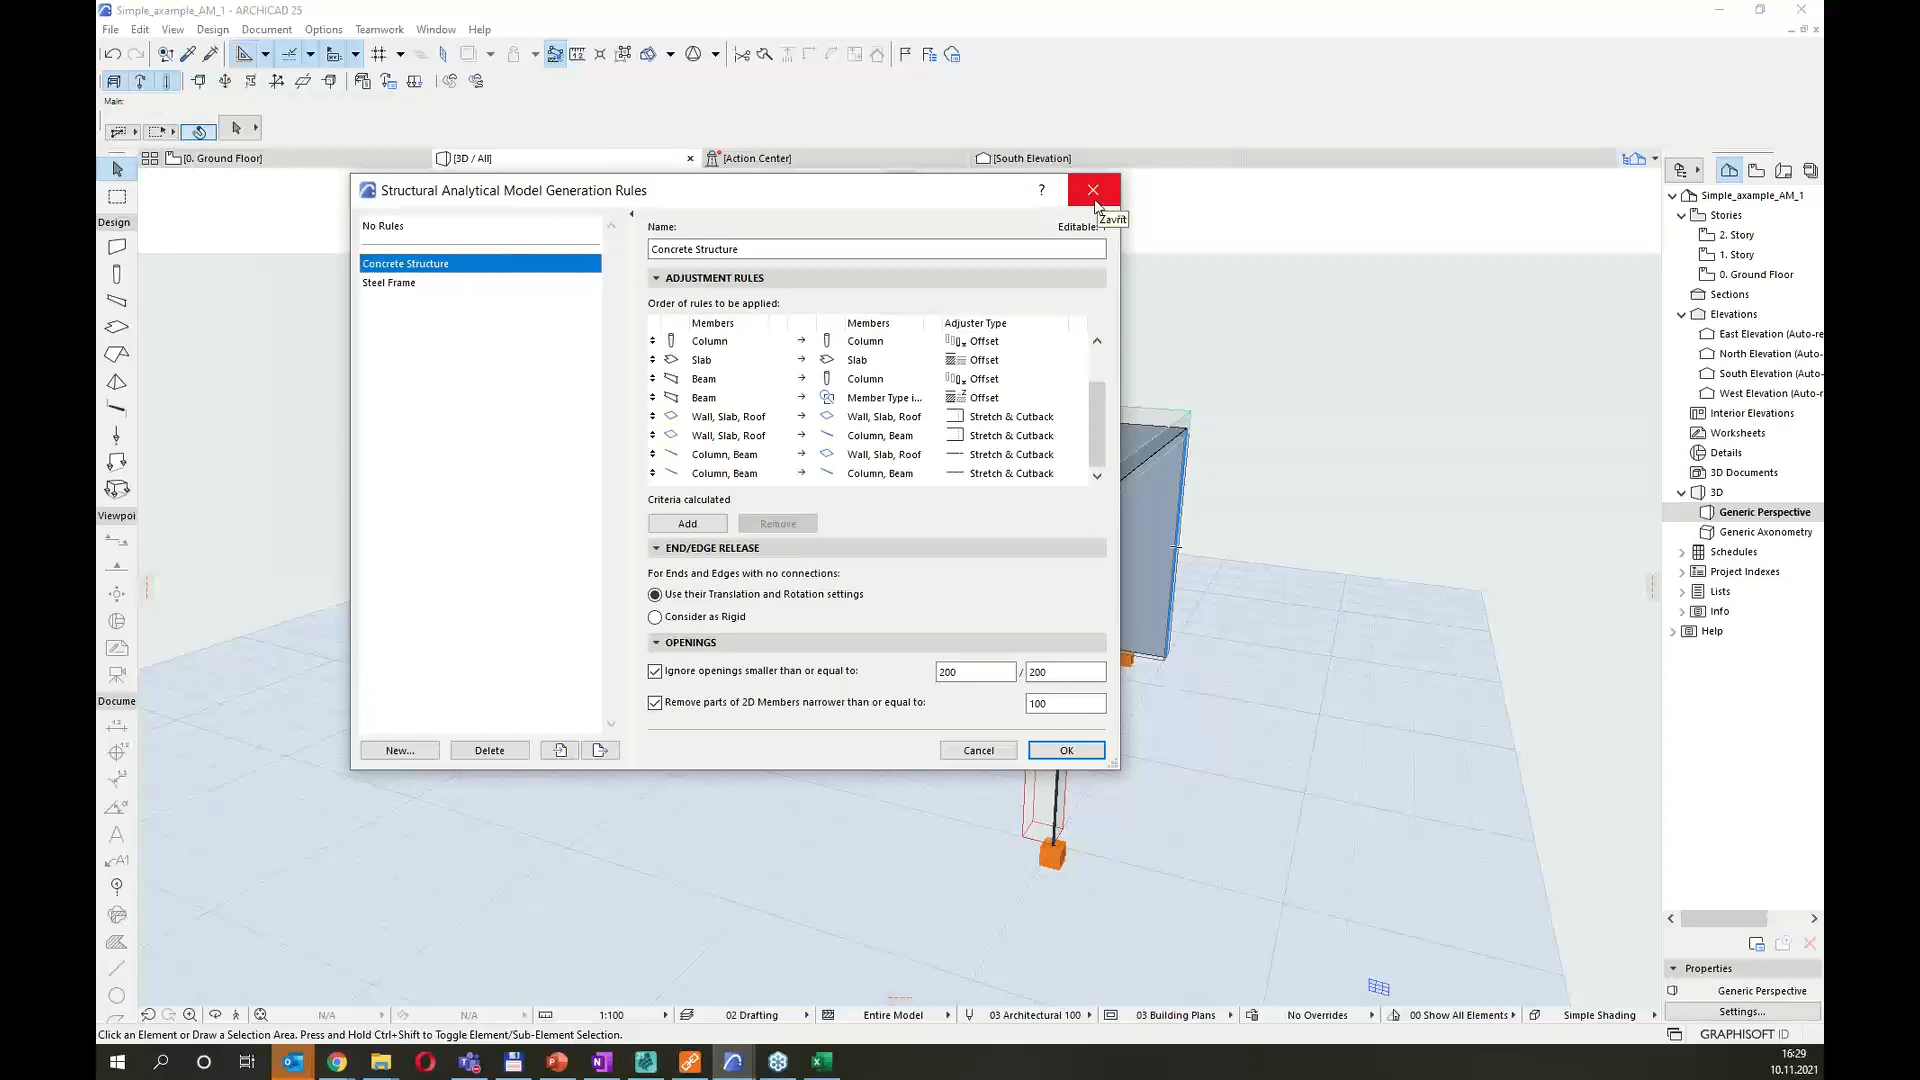 Simple_axample_AM_1 - ARCHICAD 25
File Edit View Design Document Options Teamwork Window Help
Main:
[0. Ground Floor]
[3D / All]
[Action Center]
[South Elevation]
Design
Viewpoi
Docume
Structural Analytical Model Generation Rules
?
Zavřít
No Rules
Concrete Structure
Steel Frame
New...
Delete
Name:
Editable:
Concrete Structure
ADJUSTMENT RULES
Order of rules to be applied:
Members Members Adjuster Type
Column Column Offset
Slab Slab Offset
Beam Column Offset
Beam Member Type i... Offset
Wall, Slab, Roof Wall, Slab, Roof Stretch & Cutback
Wall, Slab, Roof Column, Beam Stretch & Cutback
Column, Beam Wall, Slab, Roof Stretch & Cutback
Column, Beam Column, Beam Stretch & Cutback
Criteria calculated
Add
Remove
END/EDGE RELEASE
For Ends and Edges with no connections:
Use their Translation and Rotation settings
Consider as Rigid
OPENINGS
Ignore openings smaller than or equal to: 200 / 200
Remove parts of 2D Members narrower than or equal to: 100
Cancel
OK
Simple_axample_AM_1
Stories
2. Story
1. Story
0. Ground Floor
Sections
Elevations
East Elevation (Auto-re
North Elevation (Auto-
South Elevation (Auto-re
West Elevation (Auto-r
Interior Elevations
Worksheets
Details
3D Documents
3D
Generic Perspective
Generic Axonometry
Schedules
Project Indexes
Lists
Info
Help
Properties
Generic Perspective
Settings...
N/A
N/A
1:100
02 Drafting
Entire Model
03 Architectural 100
03 Building Plans
No Overrides
00 Show All Elements
Simple Shading
Click an Element or Draw a Selection Area. Press and Hold Ctrl+Shift to Toggle Element/Sub-Element Selection.
GRAPHISOFT ID
16:29
10.11.2021